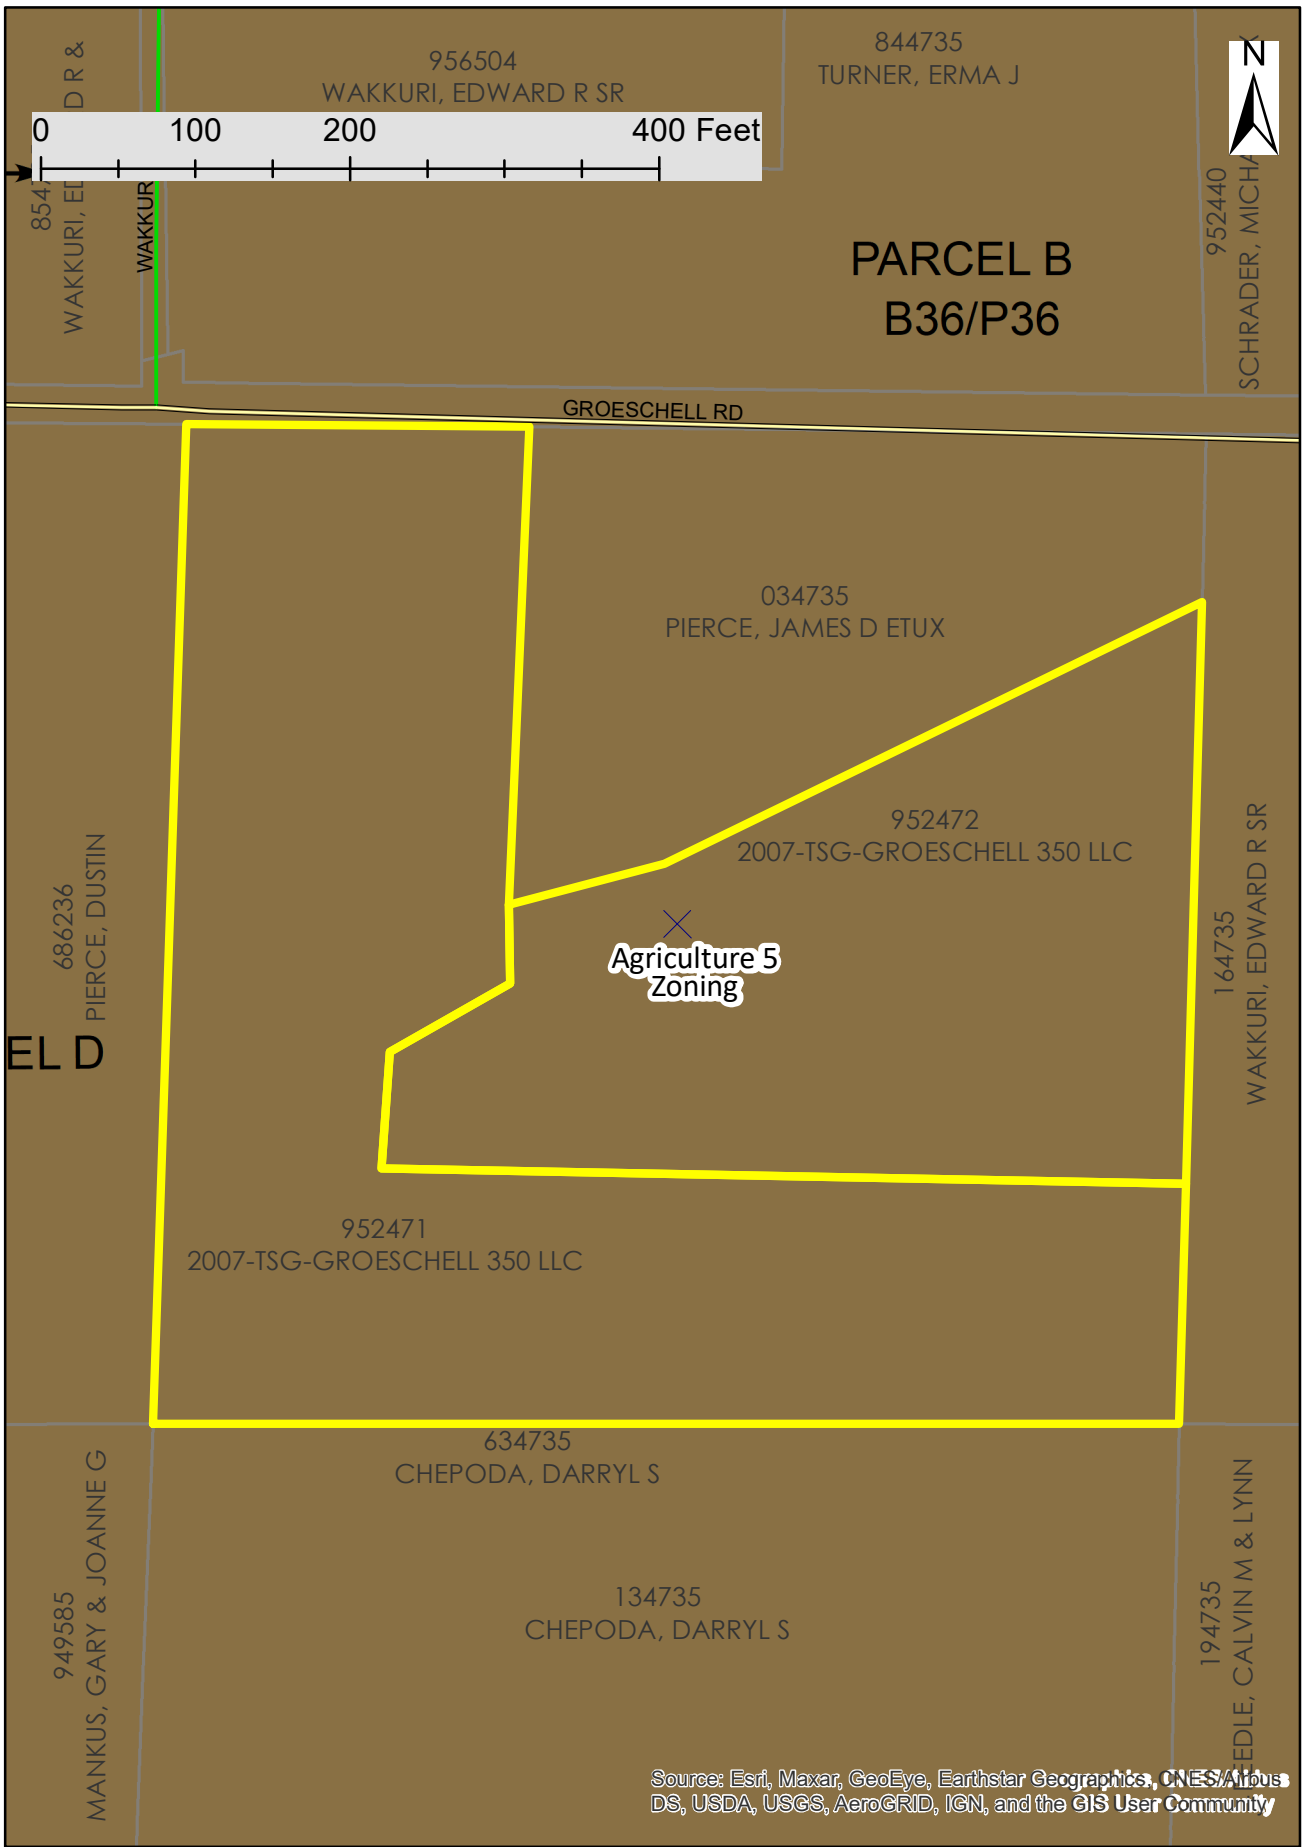 956504
WAKKURI, EDWARD R SR
844735
TURNER, ERMA J
N
0 100 200 400 Feet
WAKKURI, ED D R &
WAKKUR
952440
SCHRADER, MICHA
PARCEL B
B36/P36
GROESCHELL RD
034735
PIERCE, JAMES D ETUX
952472
2007-TSG-GROESCHELL 350 LLC
686236
PIERCE, DUSTIN
Agriculture 5
Zoning
164735
WAKKURI, EDWARD R SR
EL D
952471
2007-TSG-GROESCHELL 350 LLC
634735
CHEPODA, DARRYL S
949585
MANKUS, GARY & JOANNE G
134735
CHEPODA, DARRYL S
194735
EEDLE, CALVIN M & LYNN
Source: Esri, Maxar, GeoEye, Earthstar Geographics, CNES/Airbus
DS, USDA, USGS, AeroGRID, IGN, and the GIS User Community